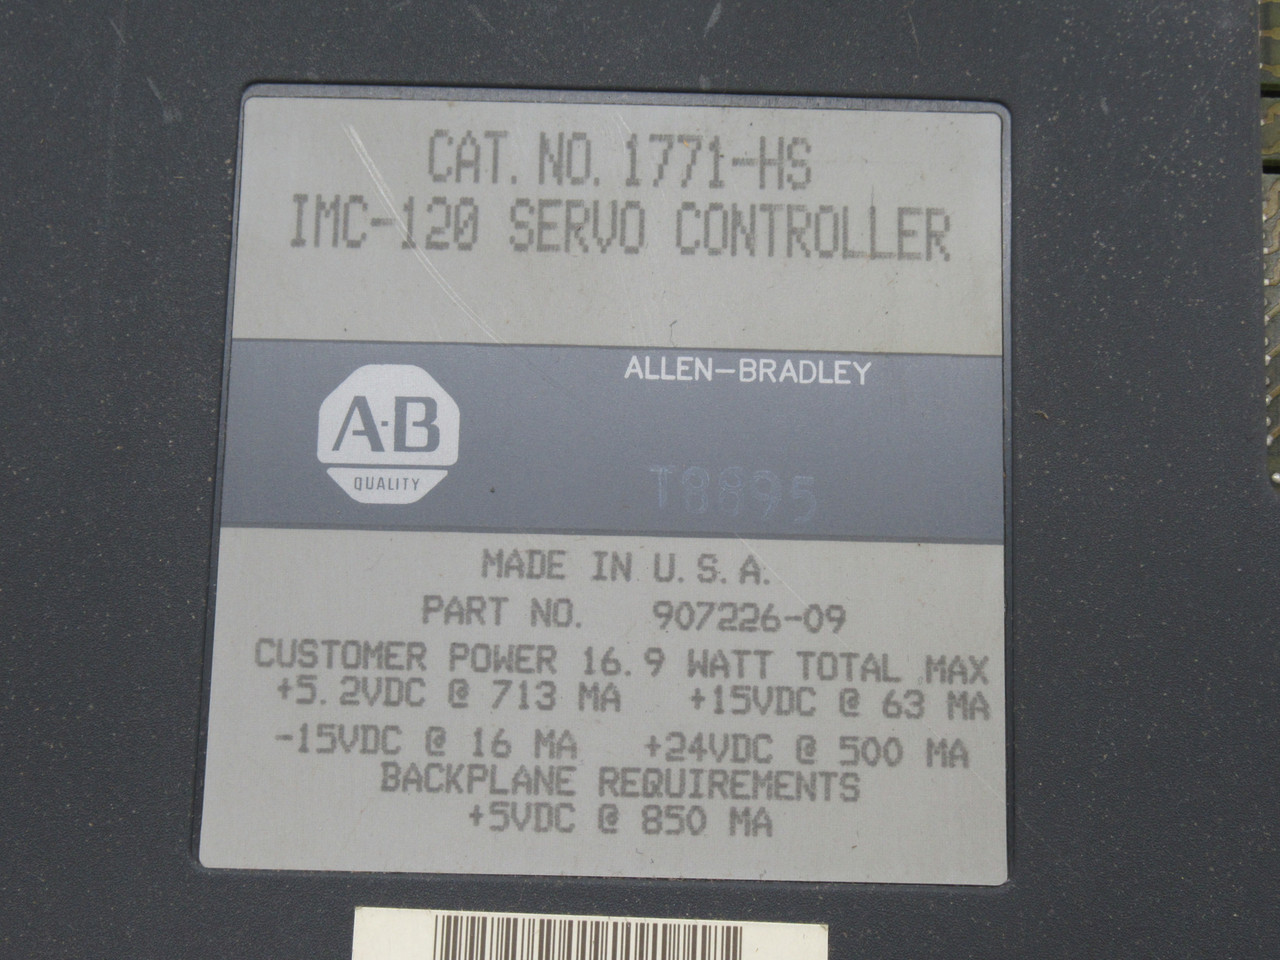 CAT. NO. 1771-HS
IMC-120 SERVO CONTROLLER
ALLEN-BRADLEY
A·B
QUALITY
T8895
MADE IN U.S.A.
PART NO. 907226-09
CUSTOMER POWER 16.9 WATT TOTAL MAX
+5.2VDC @ 713 MA +15VDC @ 63 MA
-15VDC @ 16 MA +24VDC @ 500 MA
BACKPLANE REQUIREMENTS
+5VDC @ 850 MA